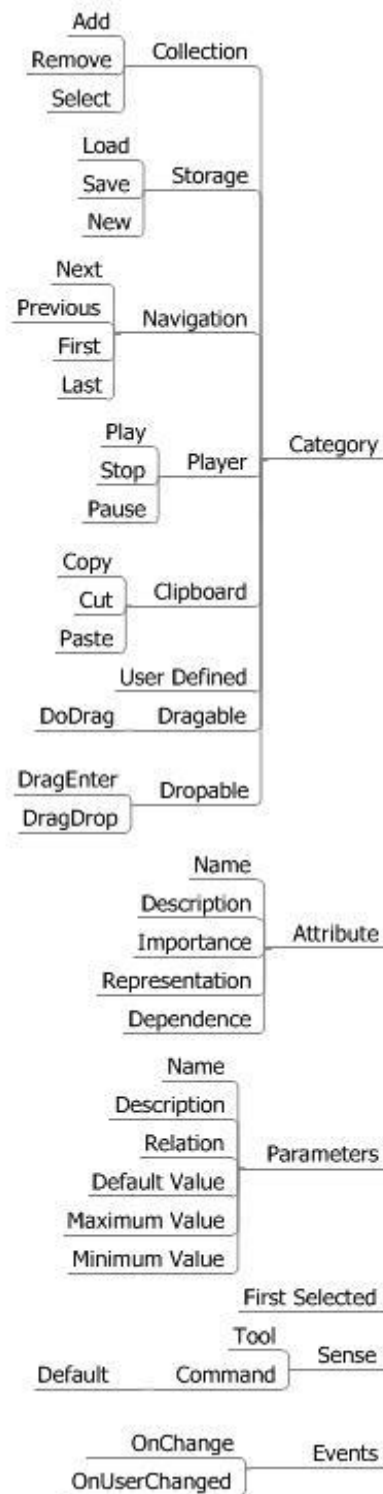 Add
Remove
Collection
Select
Load
Save
Storage
New
Next
Previous
Navigation
First
Last
Play
Stop
Player
Category
Pause
Copy
Cut
Clipboard
Paste
User Defined
DoDrag
Dragable
DragEnter
Dropable
DragDrop
Name
Description
Importance
Attribute
Representation
Dependence
Name
Description
Relation
Parameters
Default Value
Maximum Value
Minimum Value
First Selected
Tool
Sense
Default
Command
OnChange
Events
OnUserChanged